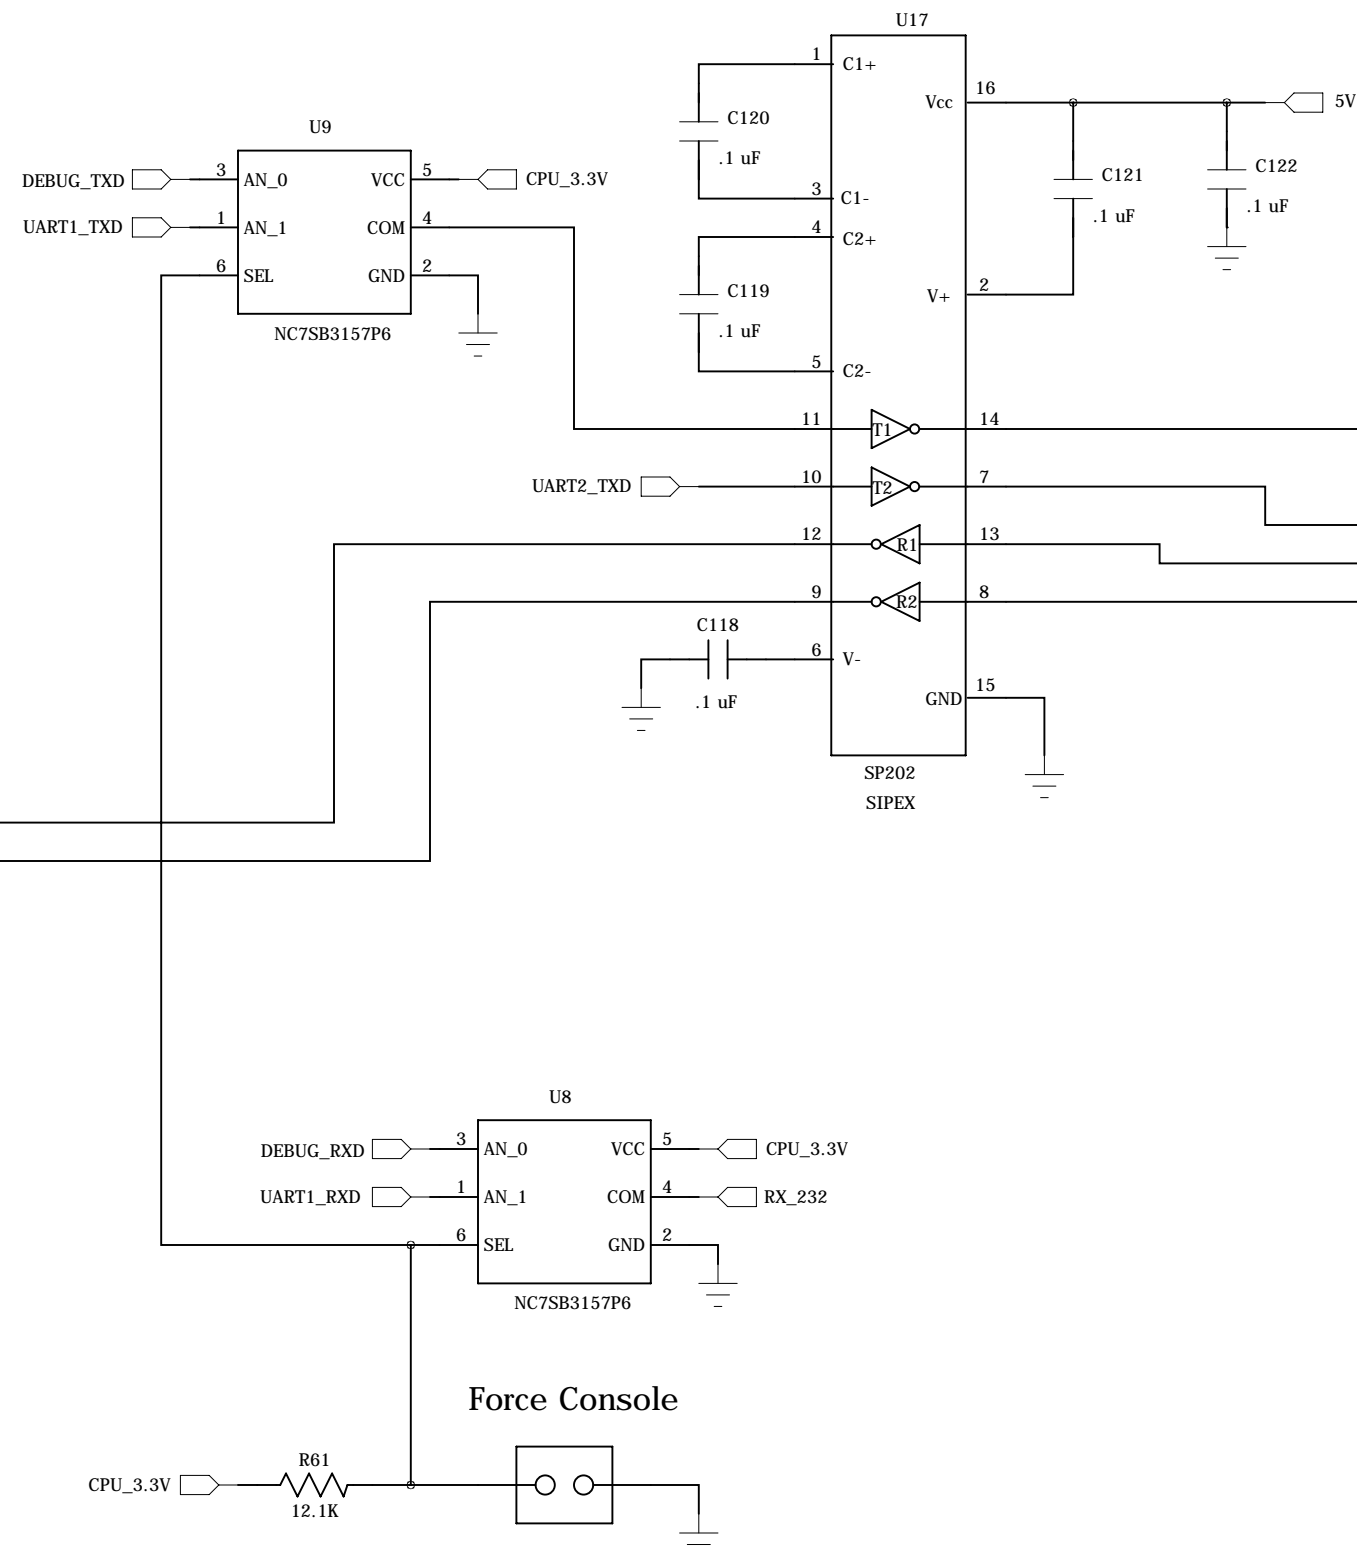 U17
1 C1+
Vcc 16
5V
C120
.1 uF
U9
DEBUG_TXD 3 AN_0 VCC 5 CPU_3.3V
C121
.1 uF
C122
.1 uF
3 C1-
UART1_TXD 1 AN_1 COM 4
4 C2+
6 SEL GND 2
C119
.1 uF
V+ 2
NC7SB3157P6
5 C2-
11 T1 14
UART2_TXD 10 T2 7
12 R1 13
9 R2 8
C118
.1 uF
6 V-
GND 15
SP202
SIPEX
U8
DEBUG_RXD 3 AN_0 VCC 5 CPU_3.3V
UART1_RXD 1 AN_1 COM 4 RX_232
6 SEL GND 2
NC7SB3157P6
Force Console
R61
CPU_3.3V
12.1K